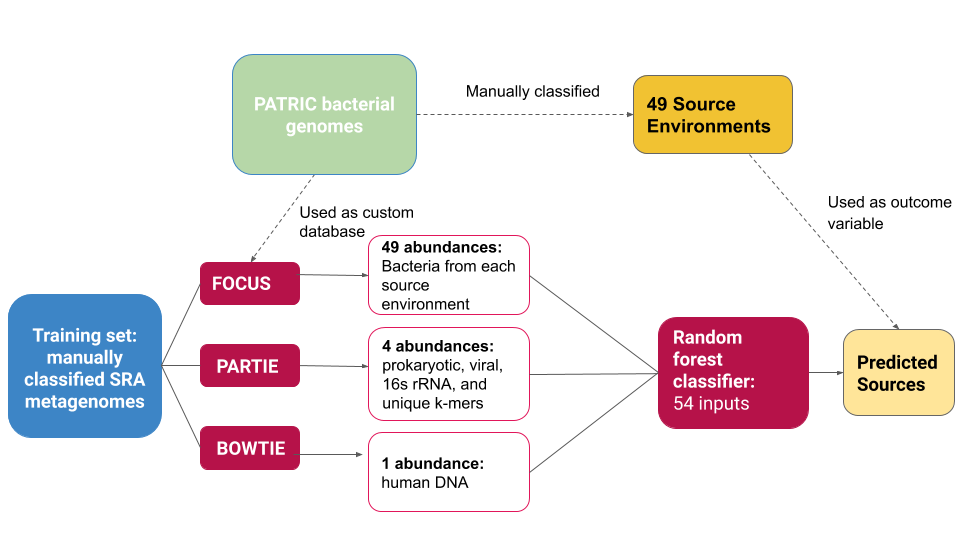 PATRIC bacterial
genomes
Manually classified
49 Source
Environments
Used as custom
database
Used as outcome
variable
Training set:
manually
classified SRA
metagenomes
FOCUS
PARTIE
BOWTIE
49 abundances:
Bacteria from each
source
environment
4 abundances:
prokaryotic, viral,
16s rRNA, and
unique k-mers
1 abundance:
human DNA
Random
forest
classifier:
54 inputs
Predicted
Sources